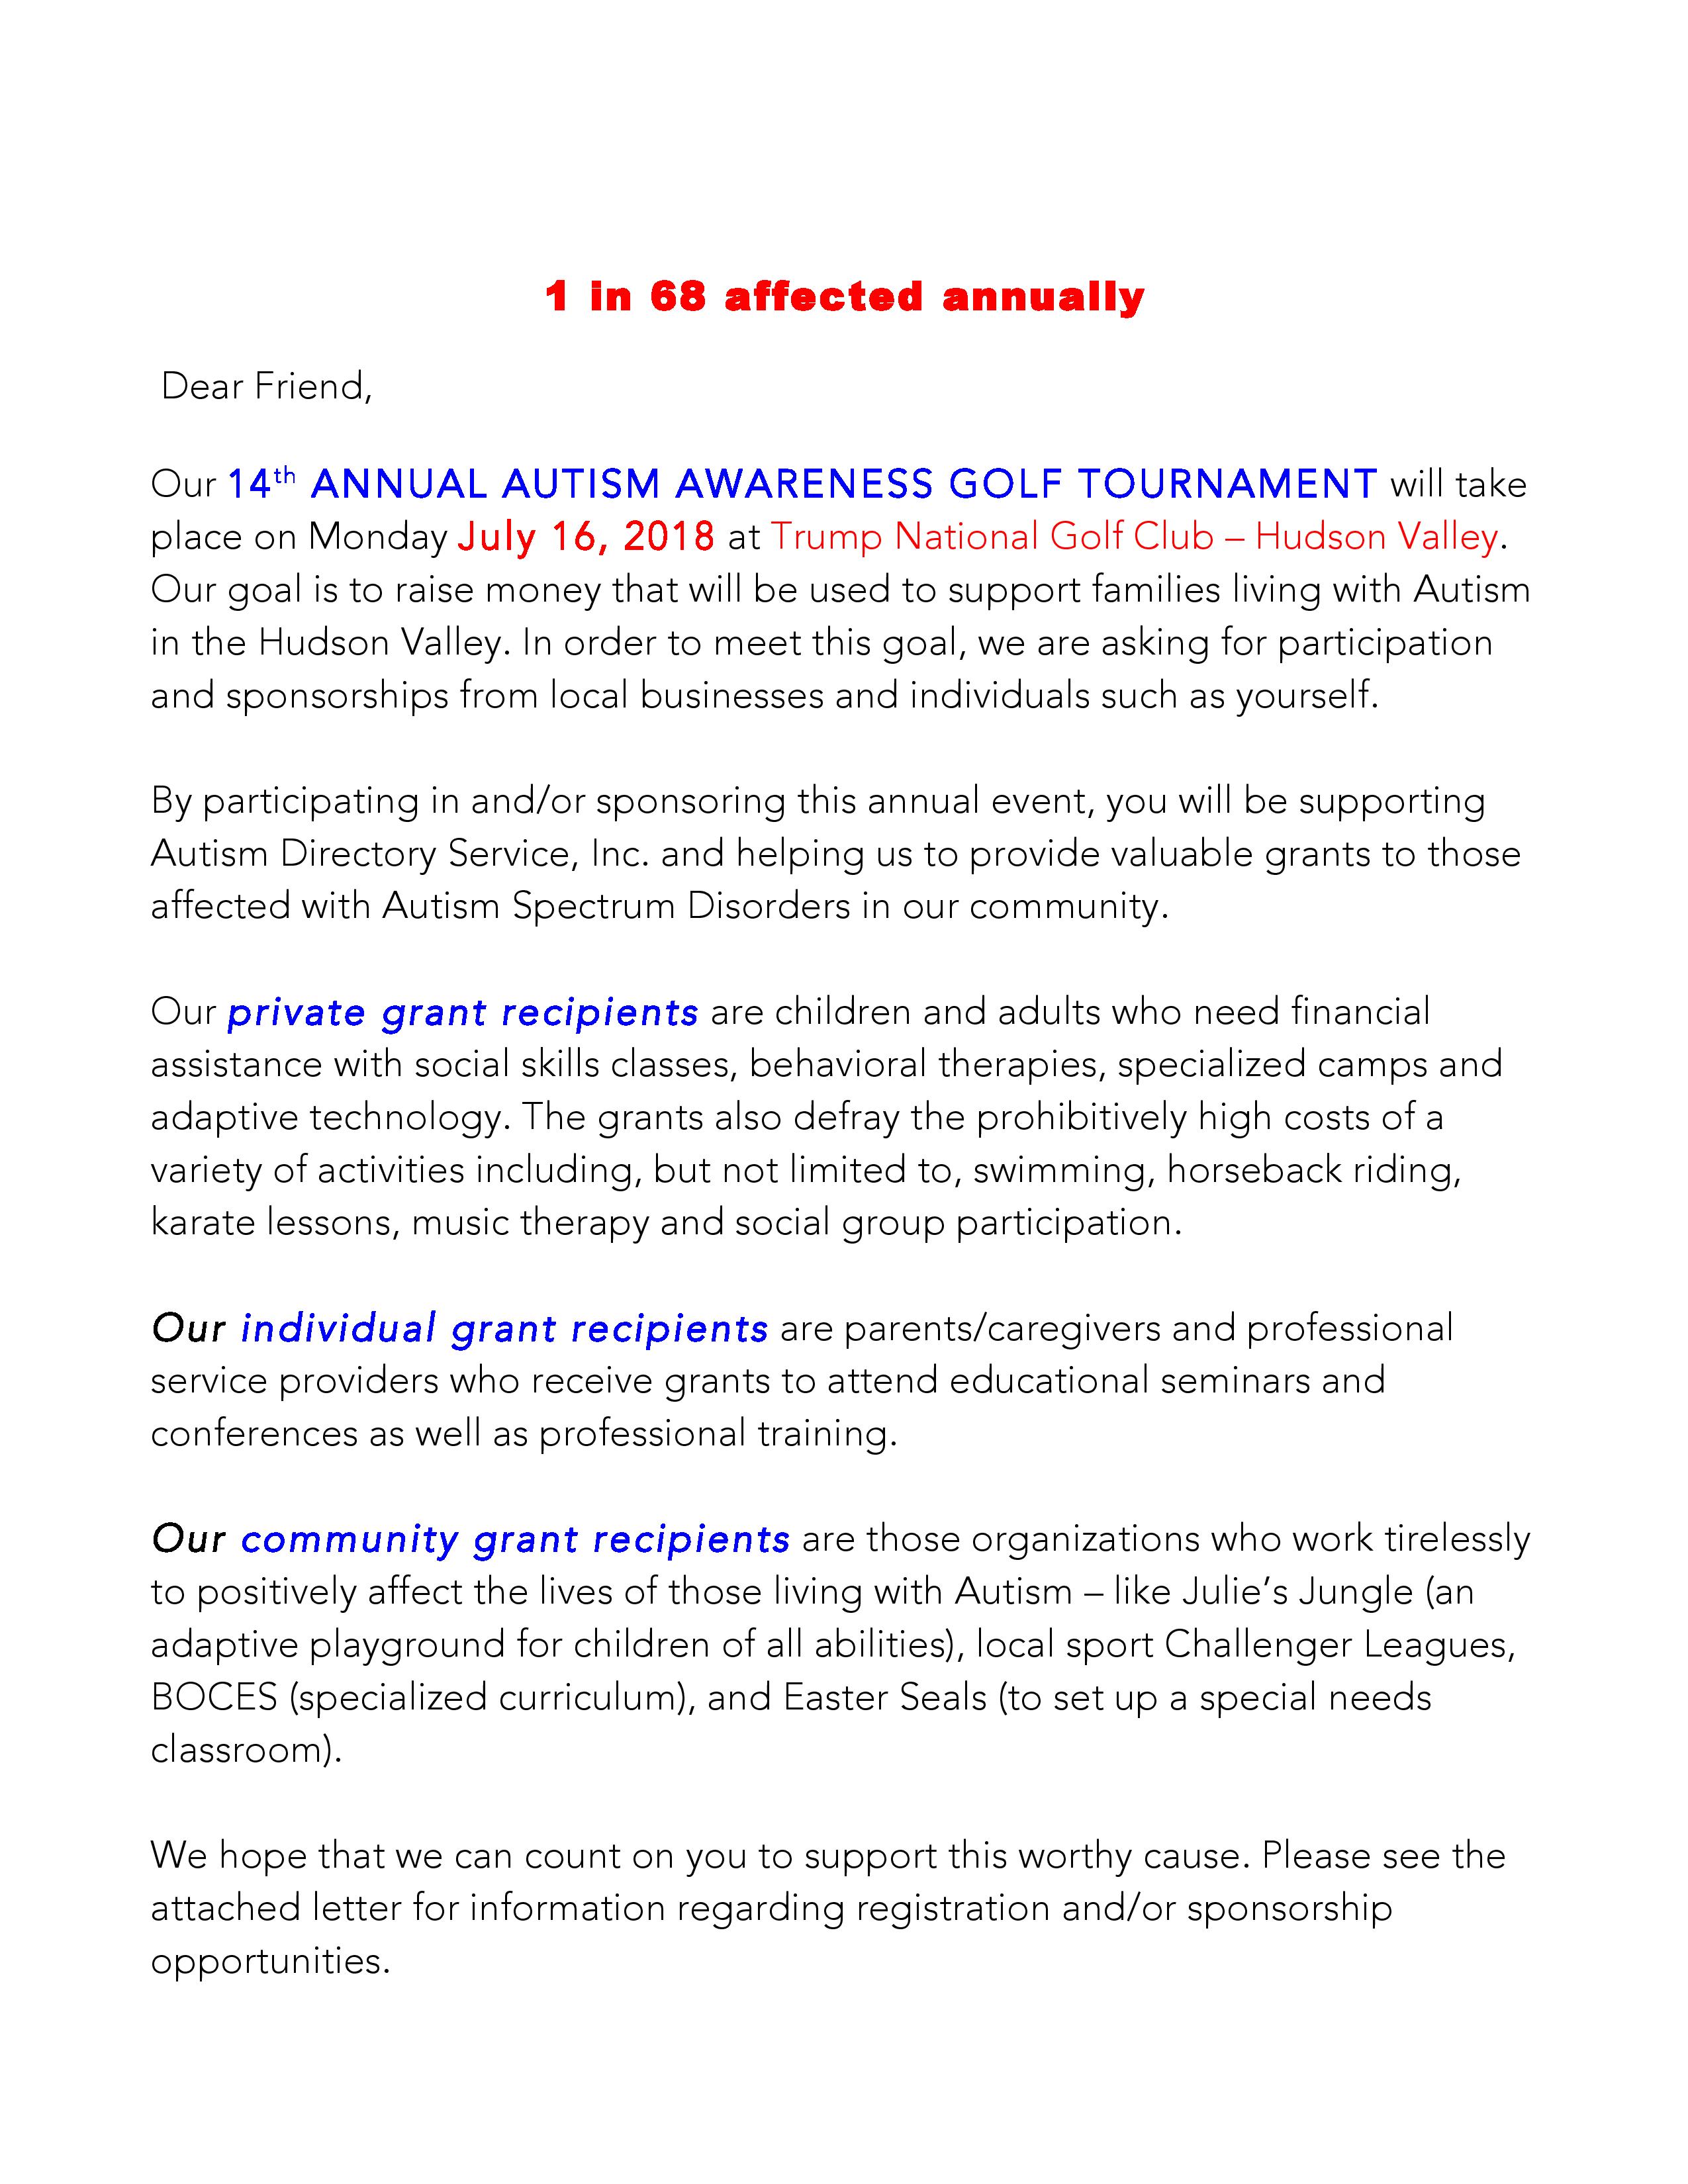 1 in 68 affected annually
Dear Friend,
Our 14th ANNUAL AUTISM AWARENESS GOLF TOURNAMENT will take
place on Monday July 16, 2018 at Trump National Golf Club – Hudson Valley.
Our goal is to raise money that will be used to support families living with Autism
in the Hudson Valley. In order to meet this goal, we are asking for participation
and sponsorships from local businesses and individuals such as yourself.
By participating in and/or sponsoring this annual event, you will be supporting
Autism Directory Service, Inc. and helping us to provide valuable grants to those
affected with Autism Spectrum Disorders in our community.
Our private grant recipients are children and adults who need financial
assistance with social skills classes, behavioral therapies, specialized camps and
adaptive technology. The grants also defray the prohibitively high costs of a
variety of activities including, but not limited to, swimming, horseback riding,
karate lessons, music therapy and social group participation.
Our individual grant recipients are parents/caregivers and professional
service providers who receive grants to attend educational seminars and
conferences as well as professional training.
Our community grant recipients are those organizations who work tirelessly
to positively affect the lives of those living with Autism – like Julie’s Jungle (an
adaptive playground for children of all abilities), local sport Challenger Leagues,
BOCES (specialized curriculum), and Easter Seals (to set up a special needs
classroom).
We hope that we can count on you to support this worthy cause. Please see the
attached letter for information regarding registration and/or sponsorship
opportunities.